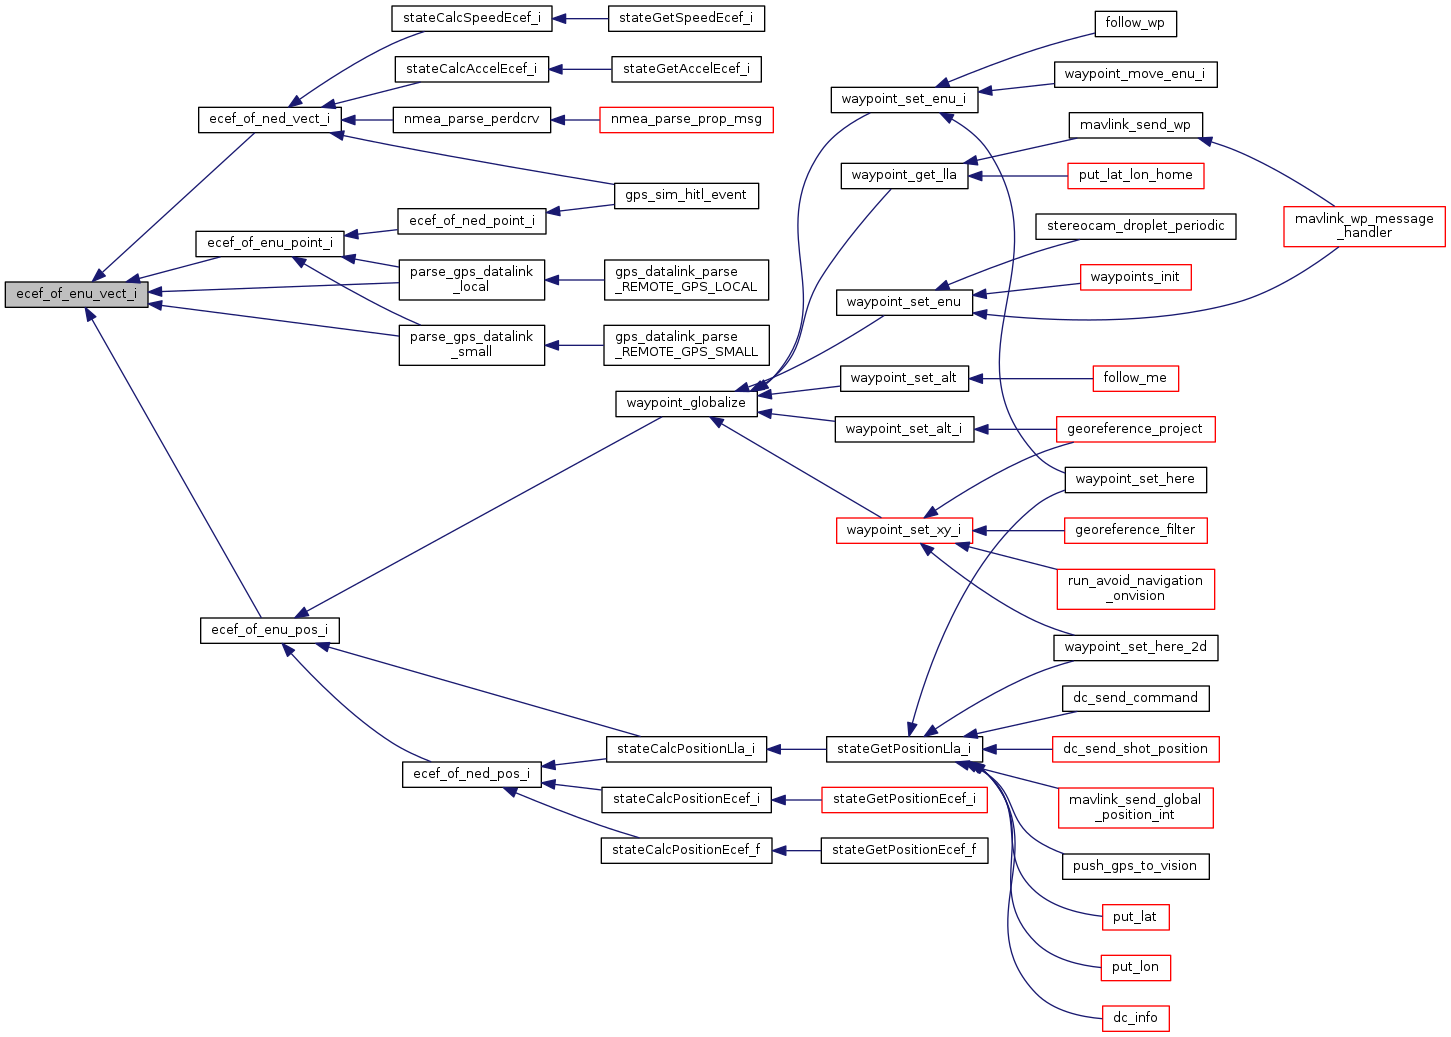 stateCalcSpeedEcef_i
stateGetSpeedEcef_i
stateCalcAccelEcef_i
stateGetAccelEcef_i
ecef_of_ned_vect_i
nmea_parse_perdcrv
nmea_parse_prop_msg
gps_sim_hitl_event
ecef_of_ned_point_i
ecef_of_enu_point_i
parse_gps_datalink
_local
gps_datalink_parse
_REMOTE_GPS_LOCAL
ecef_of_enu_vect_i
parse_gps_datalink
_small
gps_datalink_parse
_REMOTE_GPS_SMALL
waypoint_globalize
ecef_of_enu_pos_i
ecef_of_ned_pos_i
stateCalcPositionLla_i
stateCalcPositionEcef_i
stateCalcPositionEcef_f
waypoint_set_enu_i
waypoint_get_lla
waypoint_set_enu
waypoint_set_alt
waypoint_set_alt_i
waypoint_set_xy_i
stateGetPositionLla_i
stateGetPositionEcef_i
stateGetPositionEcef_f
follow_wp
waypoint_move_enu_i
mavlink_send_wp
put_lat_lon_home
mavlink_wp_message
_handler
stereocam_droplet_periodic
waypoints_init
follow_me
georeference_project
waypoint_set_here
georeference_filter
run_avoid_navigation
_onvision
waypoint_set_here_2d
dc_send_command
dc_send_shot_position
mavlink_send_global
_position_int
push_gps_to_vision
put_lat
put_lon
dc_info